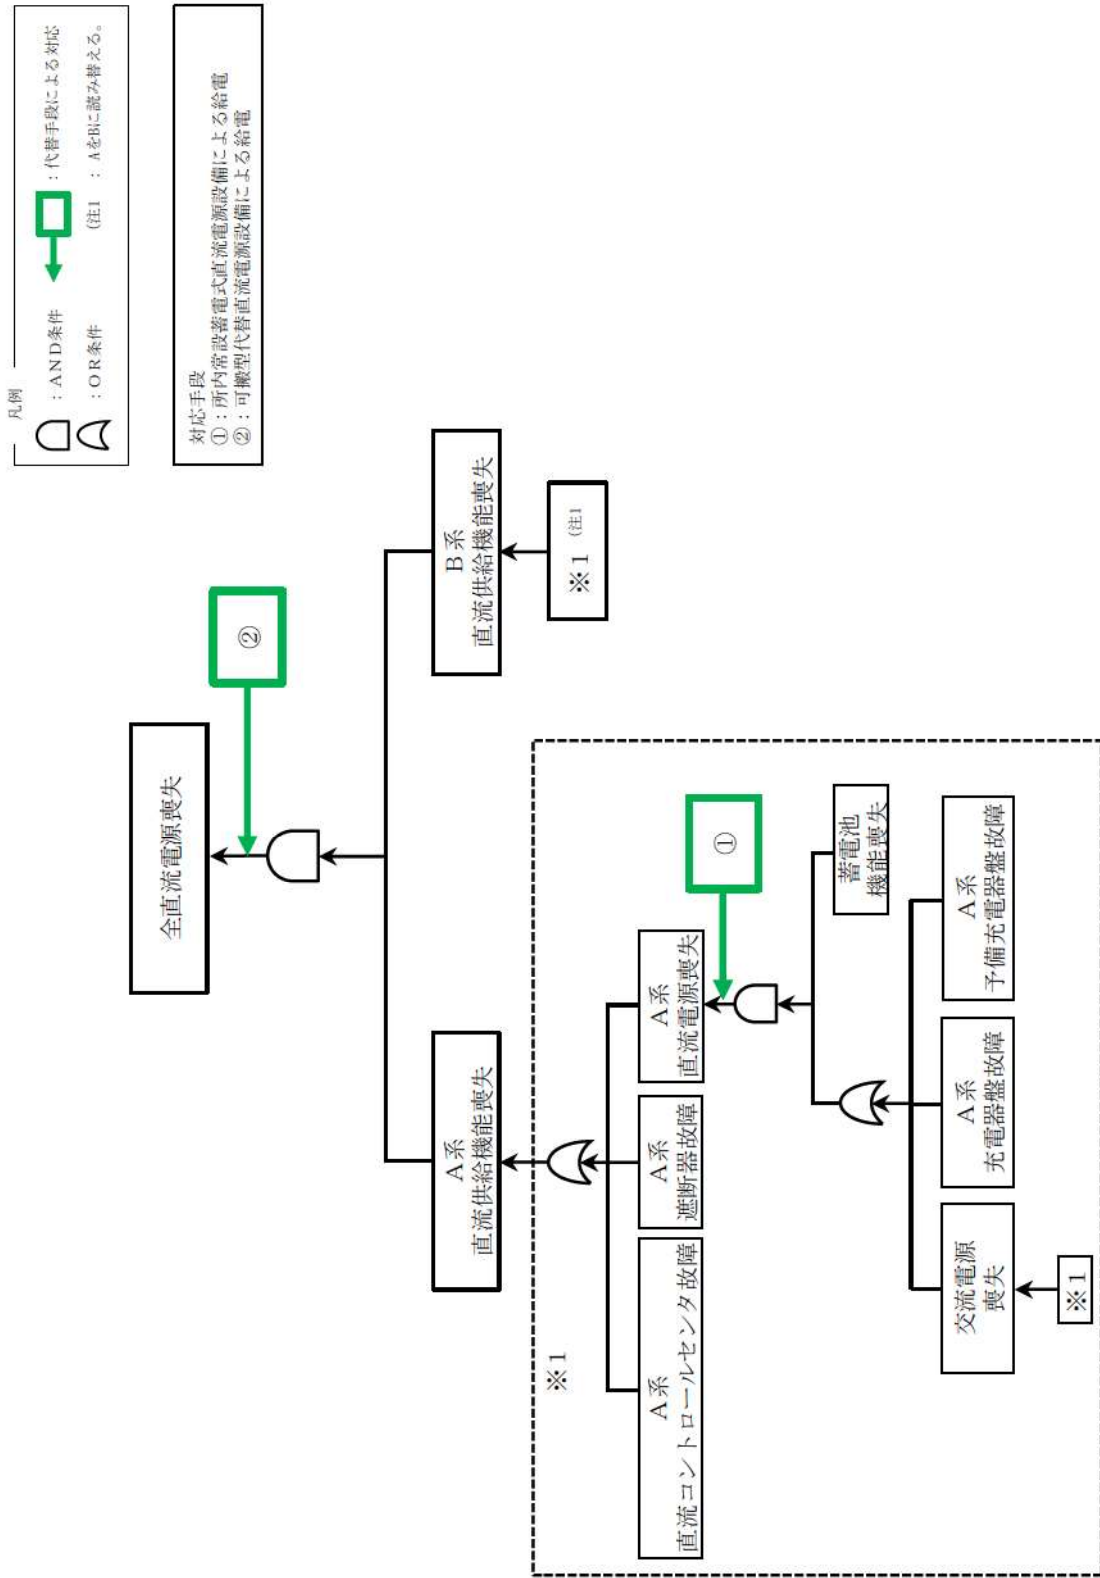 凡例
：AND条件
：代替手段による対応
：OR条件
(注1 ：AをBに読み替える。
対応手段
①：所内常設蓄電式直流電源設備による給電
②：可搬型代替直流電源設備による給電
全直流電源喪失
②
A系
直流供給機能喪失
B系
直流供給機能喪失
※1 (注1
※1
A系
直流コントロールセンタ故障
A系
遮断器故障
A系
直流電源喪失
①
蓄電池
機能喪失
交流電源
喪失
A系
充電器盤故障
A系
予備充電器盤故障
※1